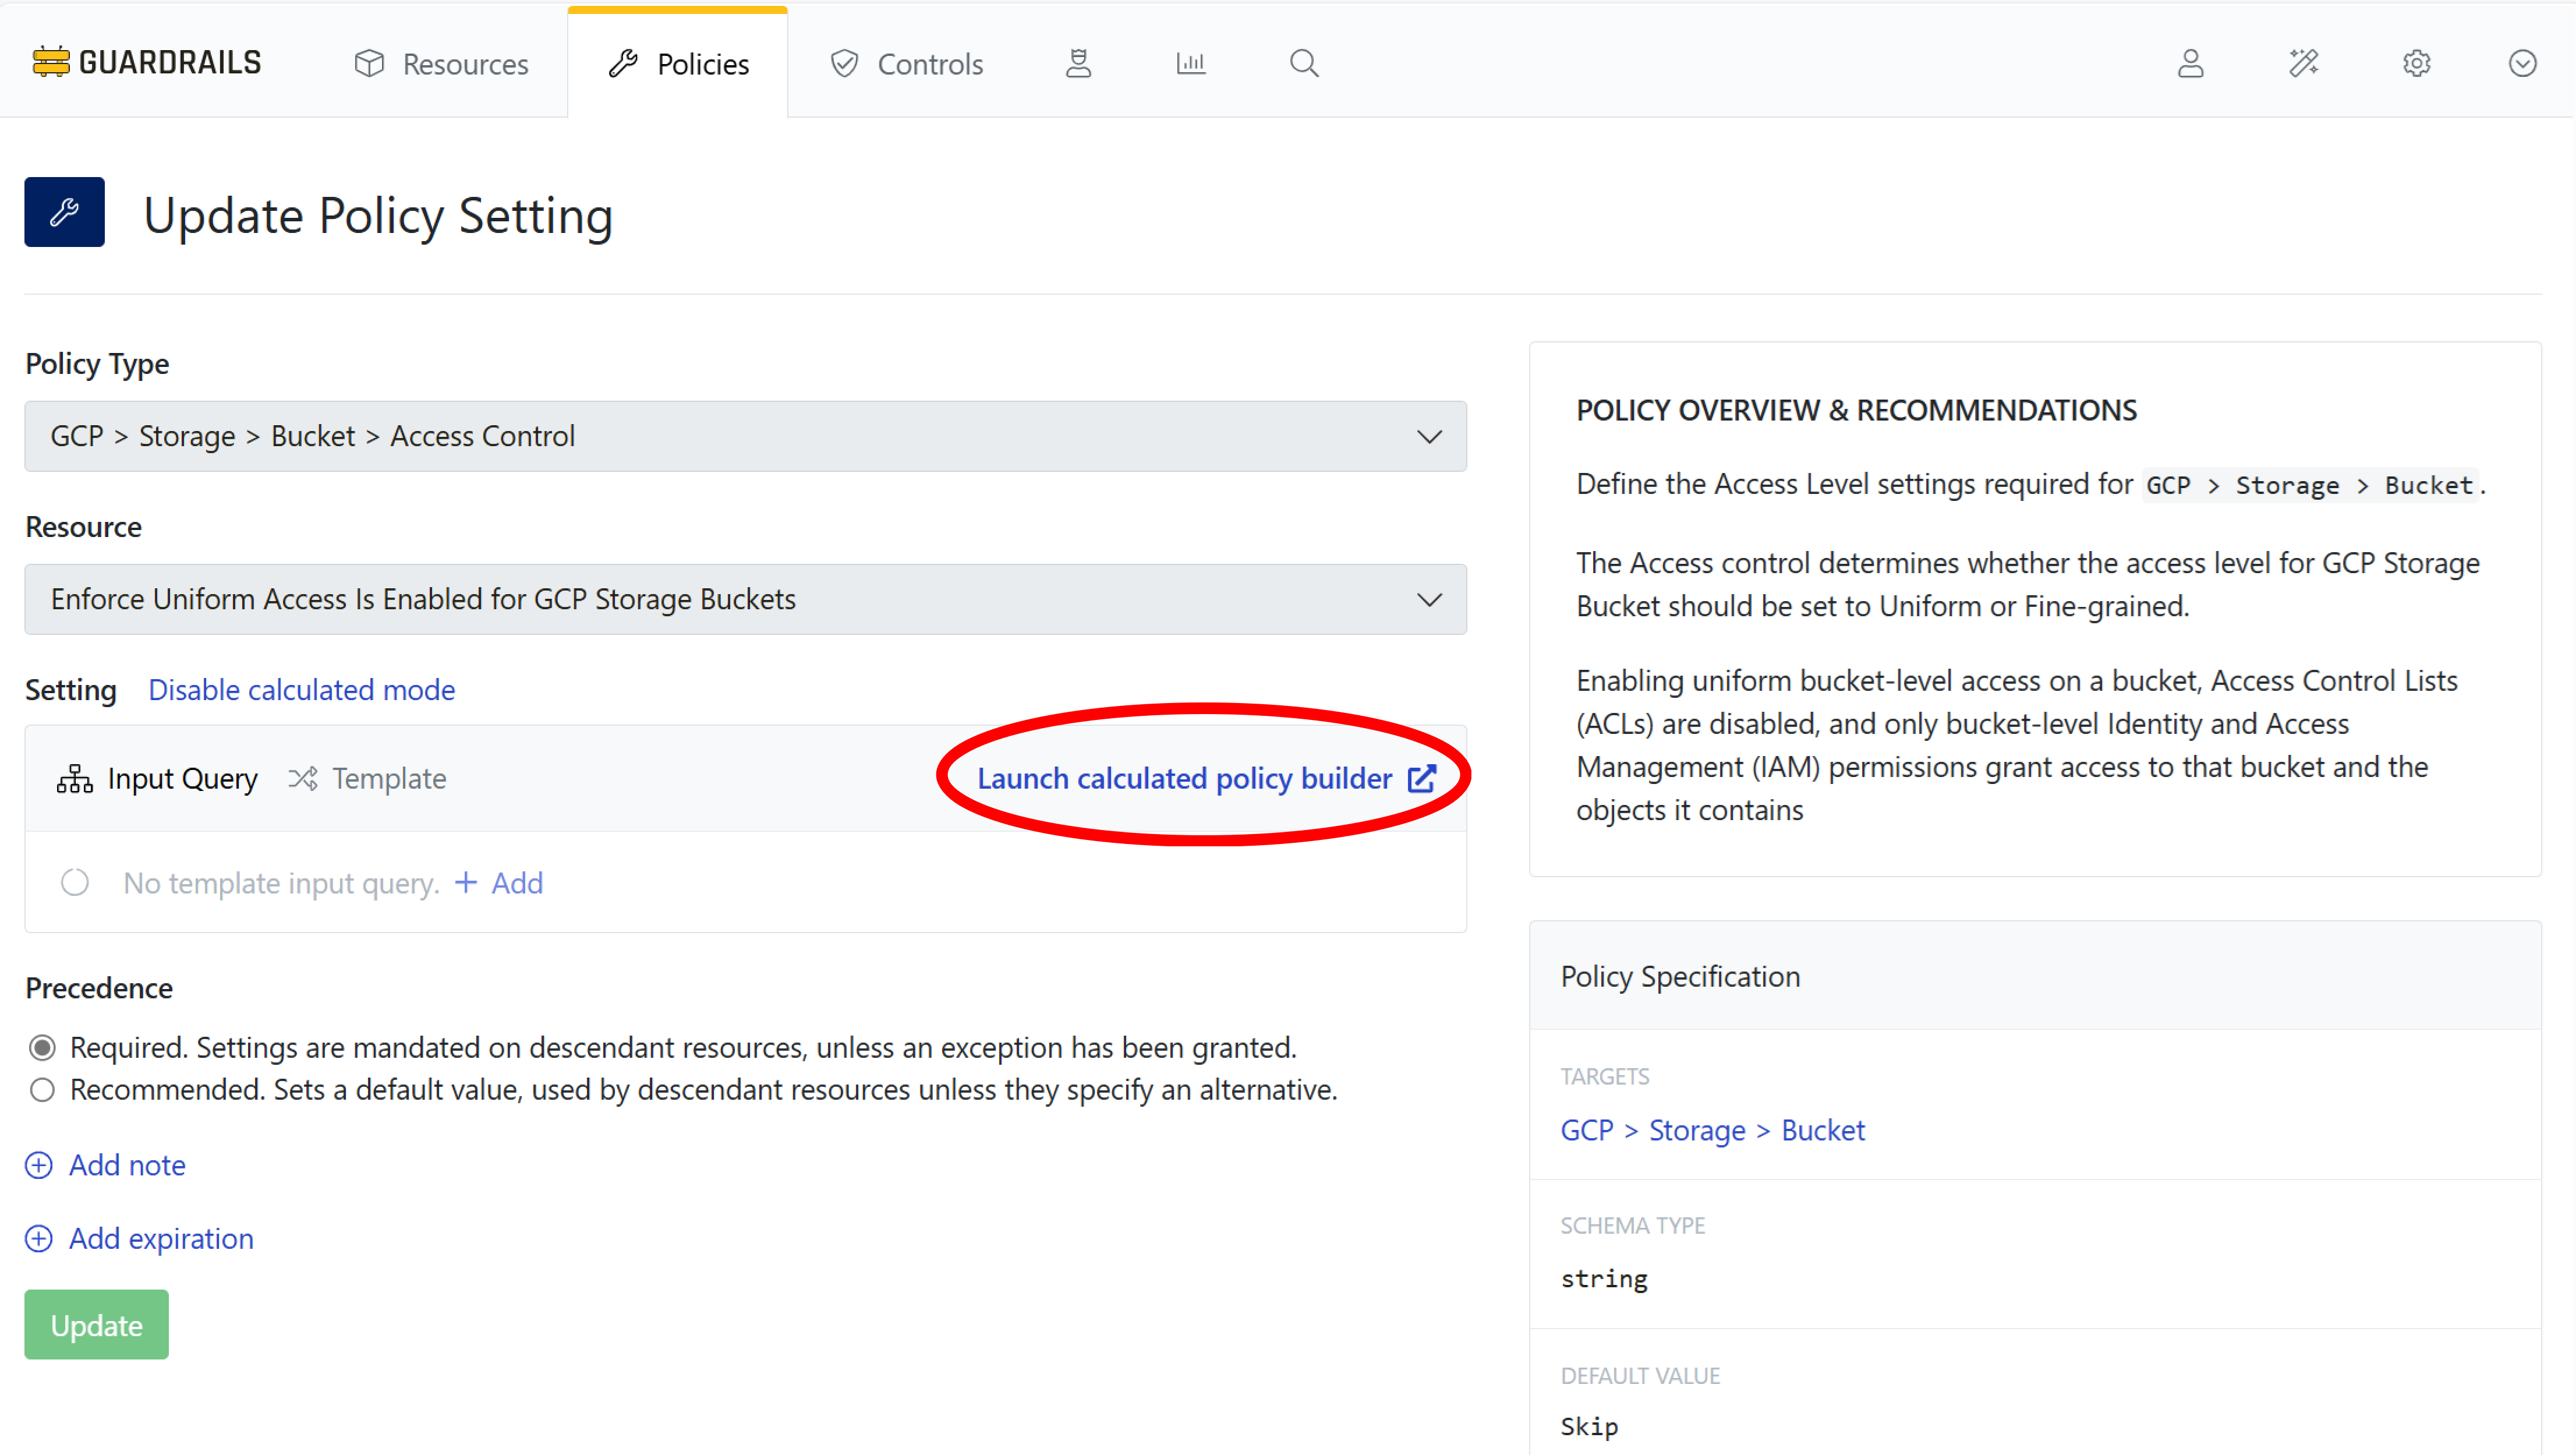 GUARDRAILS
Resources
Policies
Controls
Update Policy Setting
Policy Type
GCP > Storage > Bucket > Access Control
Resource
Enforce Uniform Access Is Enabled for GCP Storage Buckets
Setting Disable calculated mode
Input Query Template Launch calculated policy builder
No template input query. + Add
Precedence
Required. Settings are mandated on descendant resources, unless an exception has been granted.
Recommended. Sets a default value, used by descendant resources unless they specify an alternative.
Add note
Add expiration
Update
POLICY OVERVIEW & RECOMMENDATIONS
Define the Access Level settings required for GCP > Storage > Bucket.
The Access control determines whether the access level for GCP Storage
Bucket should be set to Uniform or Fine-grained.
Enabling uniform bucket-level access on a bucket, Access Control Lists
(ACLs) are disabled, and only bucket-level Identity and Access
Management (IAM) permissions grant access to that bucket and the
objects it contains
Policy Specification
TARGETS
GCP > Storage > Bucket
SCHEMA TYPE
string
DEFAULT VALUE
Skip